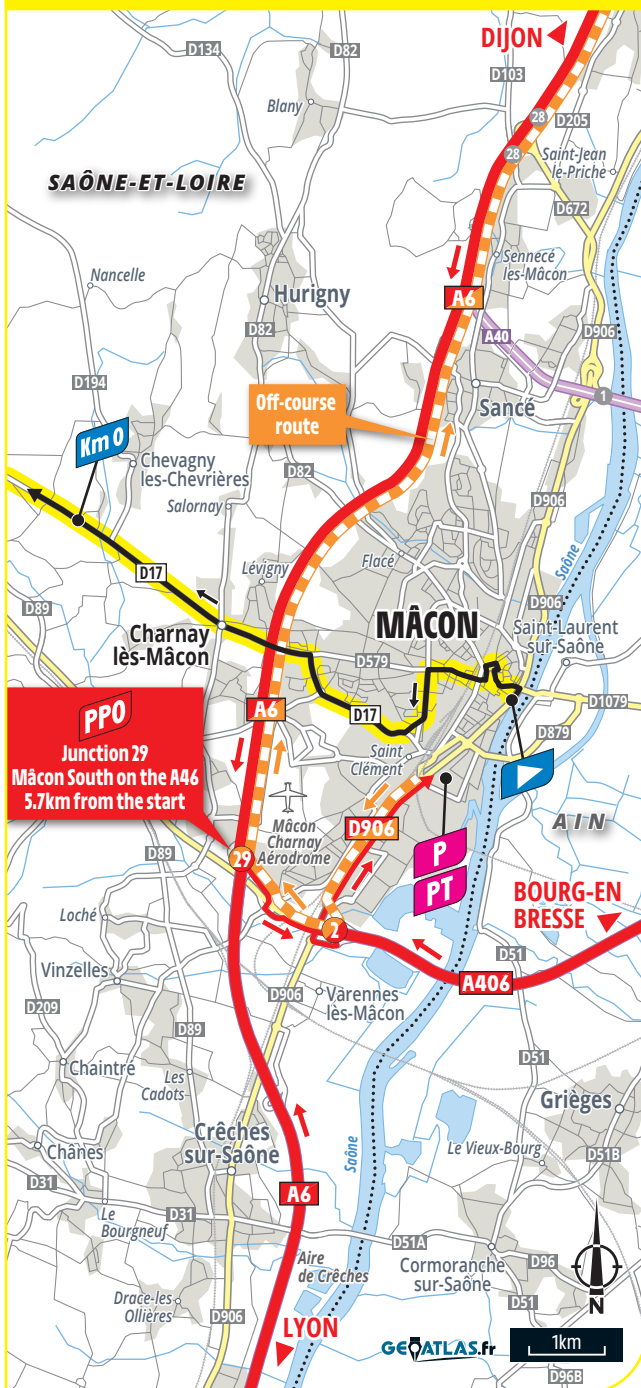 DIJON
D134
D82
D103
Blany
28
D205
28
Saint-Jean
le-Priche
SAÔNE-ET-LOIRE
D672
Sennecé
les-Mâcon
Nancelle
Hurigny
A6
D82
A40
D906
D194
Sancé
1
Off-course
route
Km 0
Chevagny
les-Chevrières
D82
Salornay
D906
Flacé
Saône
D17
Lévigny
D89
D906
MÂCON
Charnay
lès-Mâcon
Saint-Laurent
sur-Saône
D579
PPO
Junction 29
Mâcon South on the A46
5.7km from the start
A6
D17
D1079
D879
Saint
Clément
AIN
Mâcon
Charnay
Aérodrome
D906
D89
29
P
PT
BOURG-EN
BRESSE
Loché
2
D51
Vinzelles
D906
A406
D209
Varennes
lès-Mâcon
D89
D51
Chaintré
Les
Cadots
Grièges
Crêches
sur-Saône
Chânes
Saône
Le Vieux-Bourg
D51B
D31
A6
Le
Bourgneuf
D31
D51A
Aire
de Crêches
Cormoranche
sur-Saône
D96
Drace-les
Ollières
D51
N
D906
LYON
GEOATLAS.fr
1km
D96B